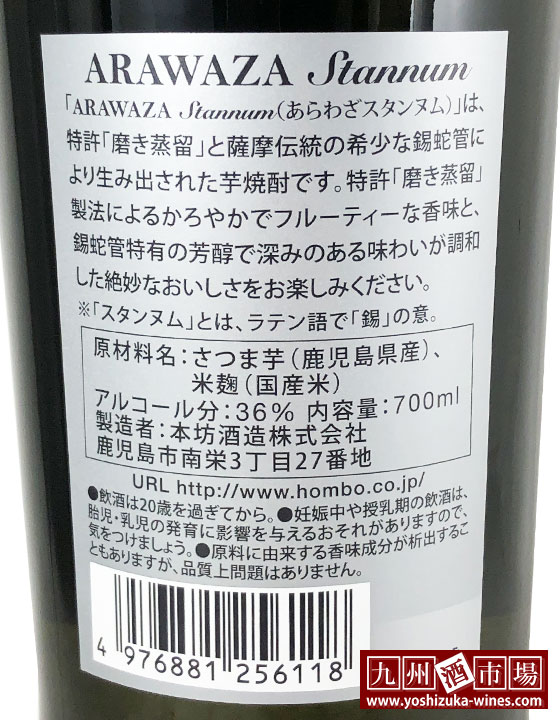 ARAWAZA Stannum
「ARAWAZA Stannum(あらわざスタンヌム)」は、
特許「磨き蒸留」と薩摩伝統の希少な錫蛇管に
より生み出された芋焼酎です。特許「磨き蒸留」
製法によるかろやかでフルーティーな香味と、
錫蛇管特有の芳醇で深みのある味わいが調和
した絶妙なおいしさをお楽しみください。
※「スタンヌム」とは、ラテン語で「錫」の意。
原材料名:さつま芋(鹿児島県産)、
米麹(国産米)
アルコール分:36% 内容量:700ml
製造者:本坊酒造株式会社
鹿児島市南栄3丁目27番地
URL http://www.hombo.co.jp/
●飲酒は20歳を過ぎてから。●妊娠中や授乳期の飲酒は、
胎児・乳児の発育に影響を与えるおそれがありますので、
気をつけましょう。●原料に由来する香味成分が析出するこ
ともありますが、品質上問題はありません。
4 976881 256118
九州酒市場
www.yoshizuka-wines.com